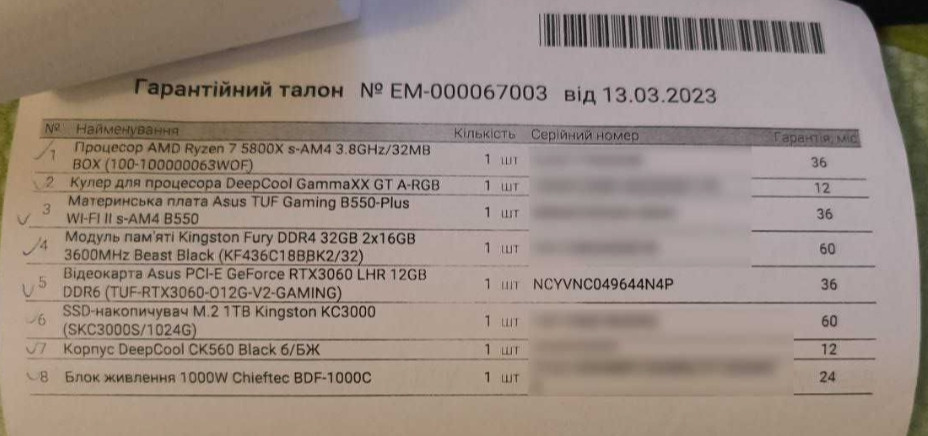 Гарантійний талон № EM-000067003 від 13.03.2023
№ Найменування Кількість Серійний номер Гарантія, міс
1 Процесор AMD Ryzen 7 5800X s-AM4 3.8GHz/32MB 1 шт 36
BOX (100-100000063WOF)
2 Кулер для процесора DeepCool GammaXX GT A-RGB 1 шт 12
3 Материнська плата Asus TUF Gaming B550-Plus 1 шт 36
WI-FI II s-AM4 B550
4 Модуль пам'яті Kingston Fury DDR4 32GB 2x16GB 1 шт 60
3600MHz Beast Black (KF436C18BBK2/32)
5 Відеокарта Asus PCI-E GeForce RTX3060 LHR 12GB 1 шт NCYVNC049644N4P 36
DDR6 (TUF-RTX3060-O12G-V2-GAMING)
6 SSD-накопичувач M.2 1TB Kingston KC3000 1 шт 60
(SKC3000S/1024G)
7 Корпус DeepCool CK560 Black б/БЖ 1 шт 12
8 Блок живлення 1000W Chieftec BDF-1000C 1 шт 24